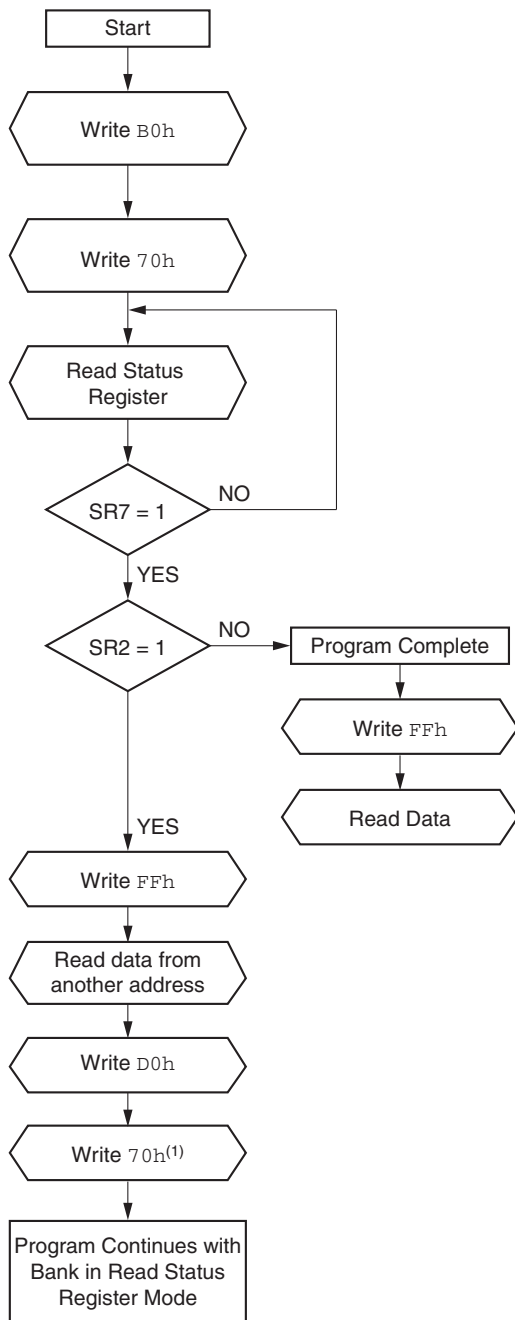 Start
Write B0h
Write 70h
Read Status
Register
SR7 = 1
NO
YES
SR2 = 1
NO
Program Complete
Write FFh
Read Data
YES
Write FFh
Read data from
another address
Write D0h
Write 70h(1)
Program Continues with
Bank in Read Status
Register Mode